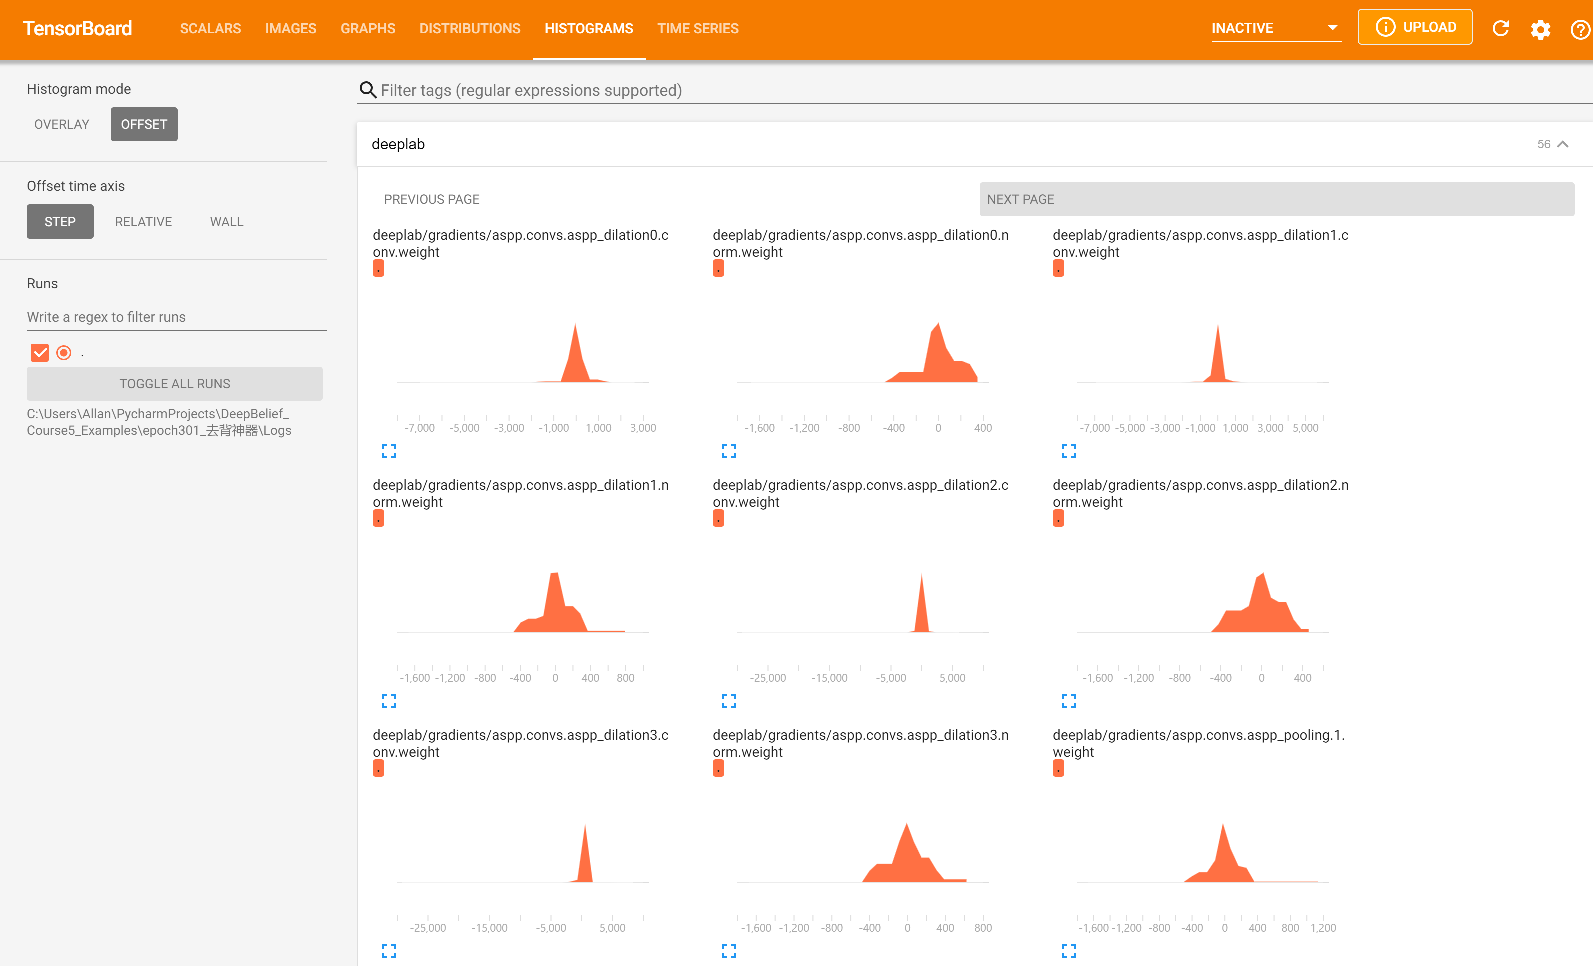 TensorBoard
SCALARS IMAGES GRAPHS DISTRIBUTIONS HISTOGRAMS TIME SERIES
INACTIVE
UPLOAD
Histogram mode
OVERLAY OFFSET
Offset time axis
STEP RELATIVE WALL
Runs
Write a regex to filter runs
.
TOGGLE ALL RUNS
C:\Users\Allan\PycharmProjects\DeepBelief_
Course5_Examples\epoch301_去背神器\Logs
Filter tags (regular expressions supported)
deeplab
56
PREVIOUS PAGE
NEXT PAGE
deeplab/gradients/aspp.convs.aspp_dilation0.c
onv.weight
.
-7,000 -5,000 -3,000 -1,000 1,000 3,000
deeplab/gradients/aspp.convs.aspp_dilation0.n
orm.weight
.
-1,600 -1,200 -800 -400 0 400
deeplab/gradients/aspp.convs.aspp_dilation1.c
onv.weight
.
-7,000 -5,000 -3,000 -1,000 1,000 3,000 5,000
deeplab/gradients/aspp.convs.aspp_dilation1.n
orm.weight
.
-1,600 -1,200 -800 -400 0 400 800
deeplab/gradients/aspp.convs.aspp_dilation2.c
onv.weight
.
-25,000 -15,000 -5,000 5,000
deeplab/gradients/aspp.convs.aspp_dilation2.n
orm.weight
.
-1,600 -1,200 -800 -400 0 400
deeplab/gradients/aspp.convs.aspp_dilation3.c
onv.weight
.
-25,000 -15,000 -5,000 5,000
deeplab/gradients/aspp.convs.aspp_dilation3.n
orm.weight
.
-1,600 -1,200 -800 -400 0 400 800
deeplab/gradients/aspp.convs.aspp_pooling.1.
weight
.
-1,600 -1,200 -800 -400 0 400 800 1,200